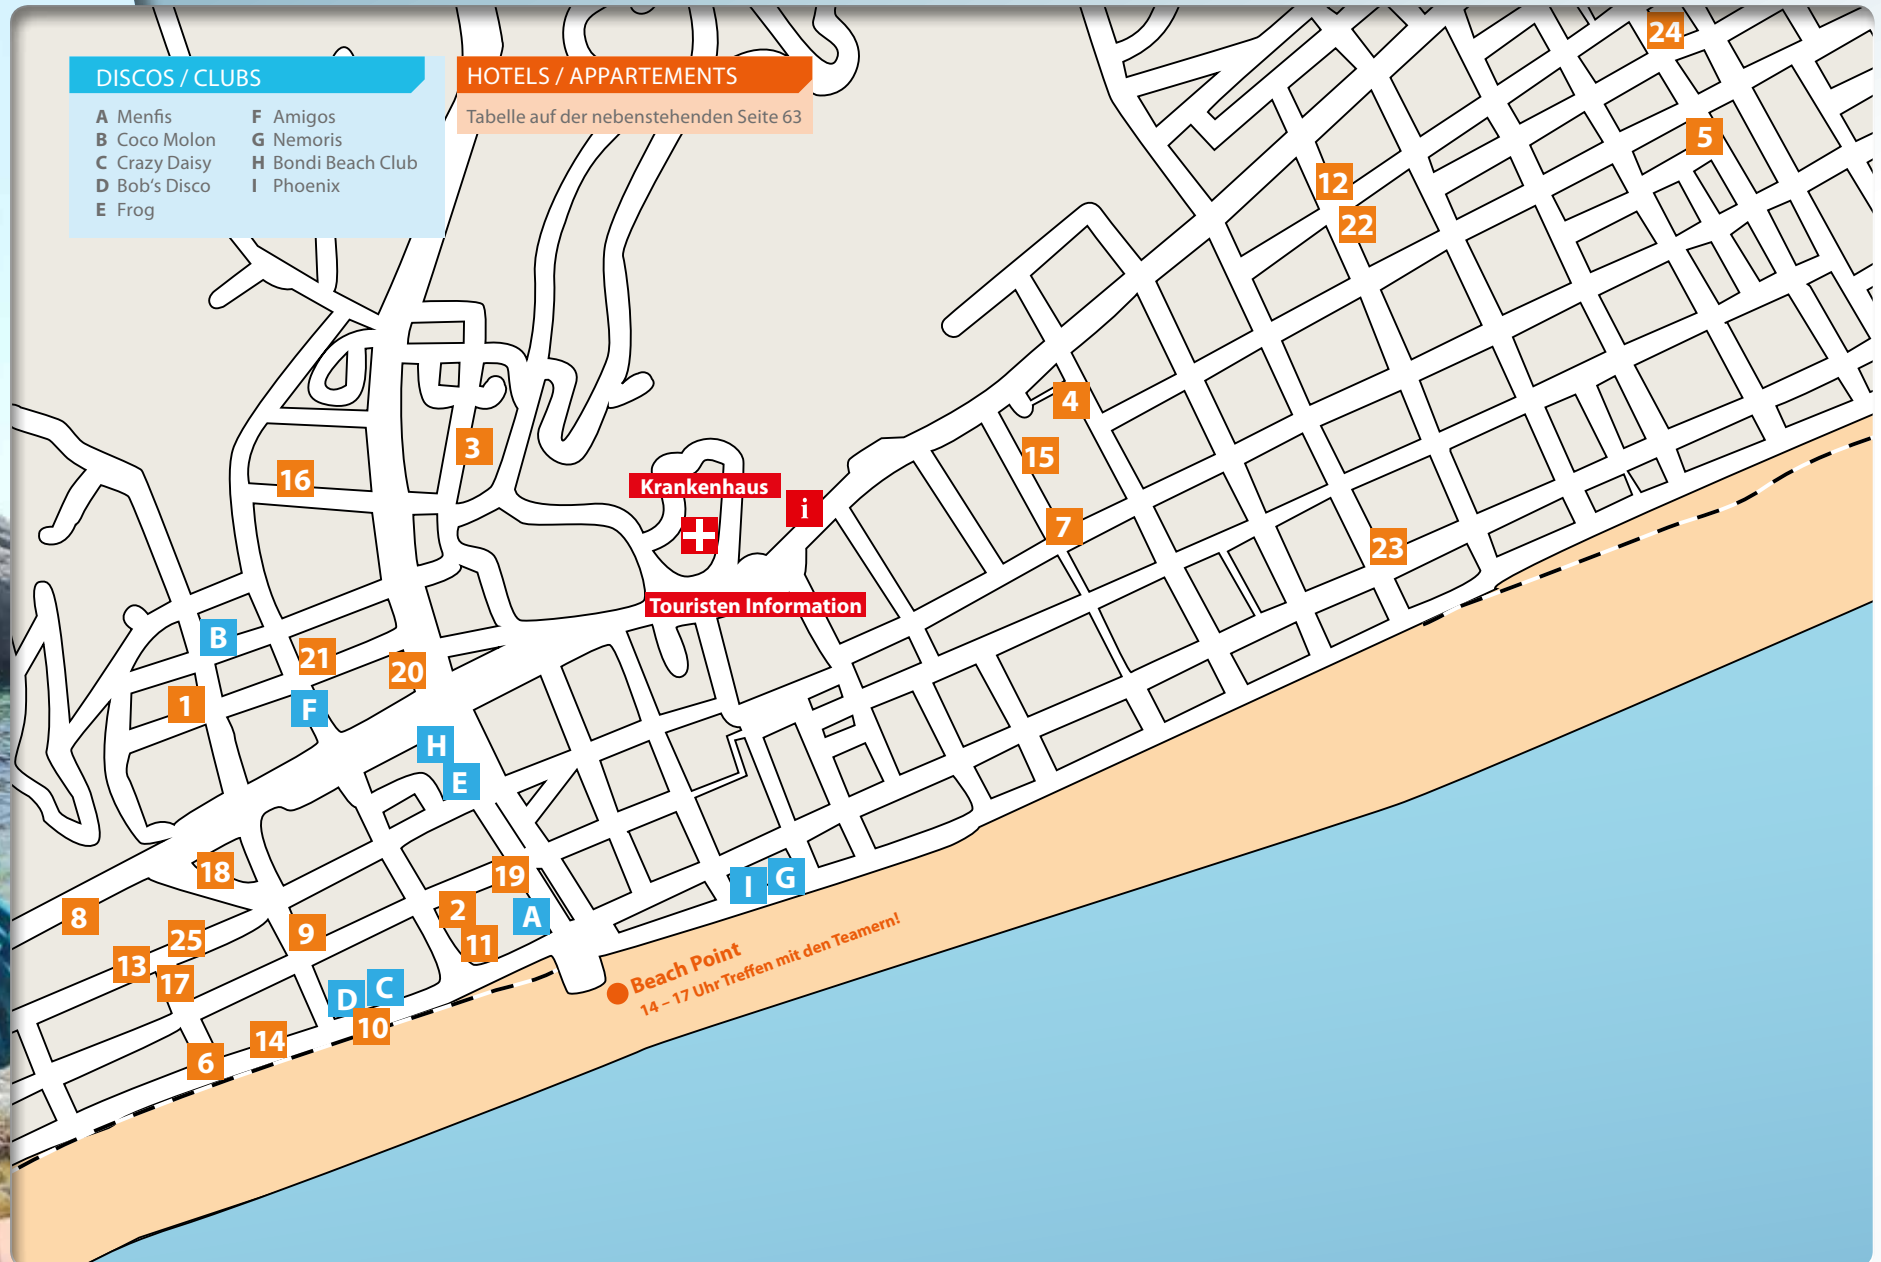 DISCOS / CLUBS
A Menfis
B Coco Molon
C Crazy Daisy
D Bob's Disco
E Frog
F Amigos
G Nemoris
H Bondi Beach Club
I Phoenix
HOTELS / APPARTEMENTS
Tabelle auf der nebenstehenden Seite 63
24
5
12
22
4
3
15
16
Krankenhaus
i
7
23
Touristen Information
B
21
20
1
F
H
E
18
19
I
G
8
2
A
9
25
11
13
17
Beach Point
14 – 17 Uhr Treffen mit den Teamern!
D
C
10
14
6